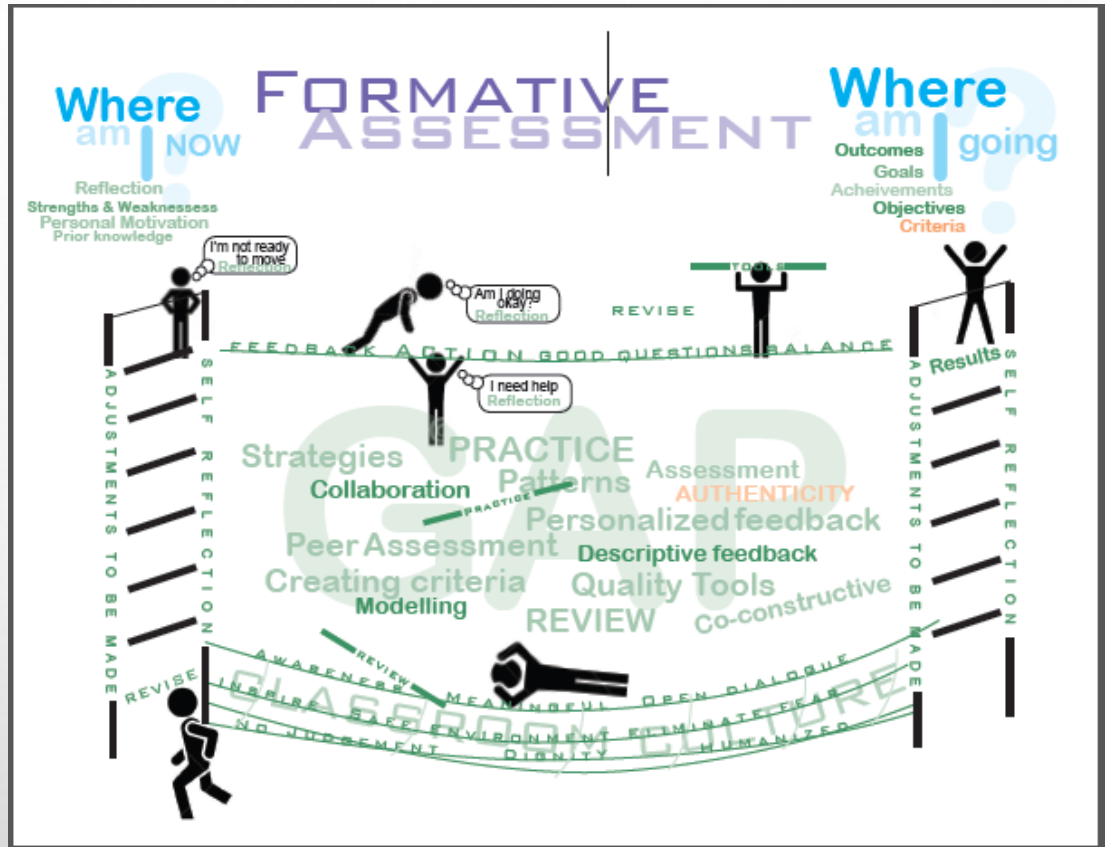 FORMATIVE
ASSESSMENT
Where
am I NOW
?
Reflection
Strengths & Weaknessess
Personal Motivation
Prior knowledge
Where
am I going
?
Outcomes
Goals
Acheivements
Objectives
Criteria
I'm not ready
to move
Reflection
Am I doing
okay?
Reflection
REVISE
TOOLS
FEEDBACK ACTION GOOD QUESTIONS BALANCE
I need help
Reflection
Results
ADJUSTMENTS TO BE MADE
SELF REFLECTION
GAP
Strategies
PRACTICE
Patterns
Assessment
Collaboration
AUTHENTICITY
PRACTICE
Personalized feedback
Peer Assessment
Descriptive feedback
Creating criteria
Quality Tools
Modelling
REVIEW
Co-constructive
ADJUSTMENTS TO BE MADE
SELF REFLECTION
REVISE
REVIEW
AWARENESS MEANINGFUL OPEN DIALOGUE
CLASSROOM CULTURE
INSPIRE SAFE ENVIRONMENT ELIMINATE FEAR
NO JUDGEMENT DIGNITY HUMANIZED